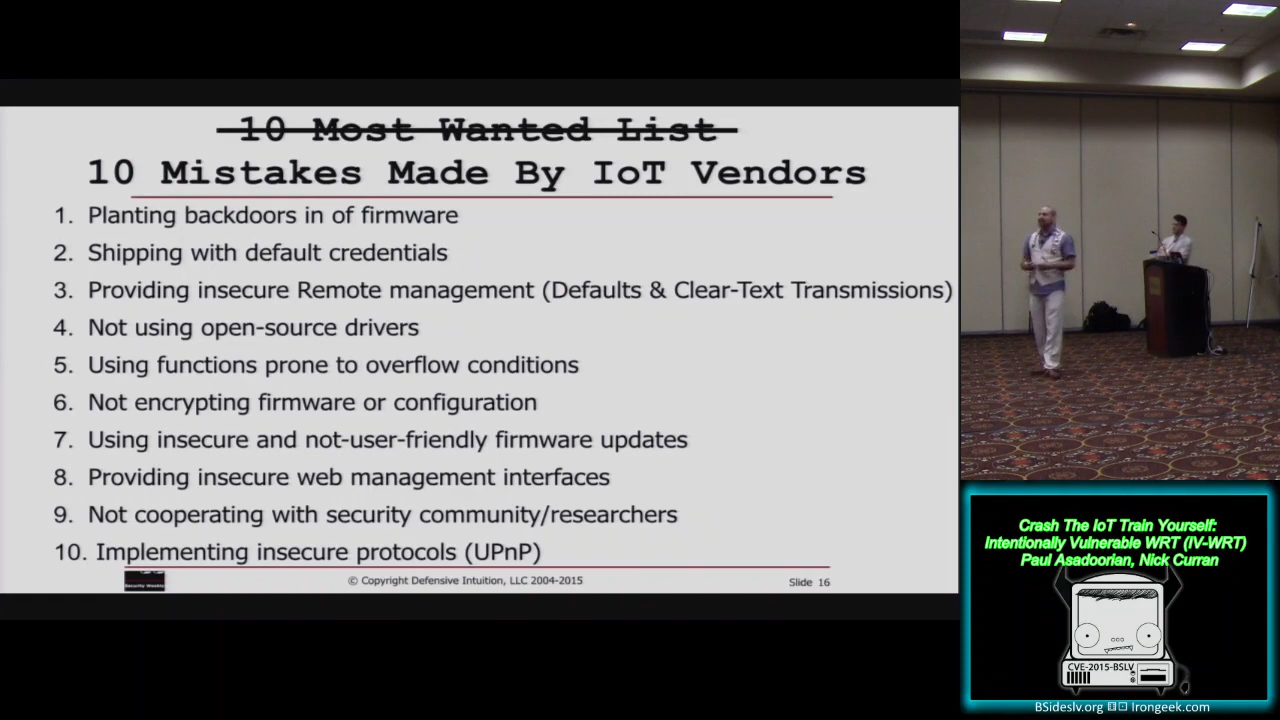 10 Most Wanted List
10 Mistakes Made By IoT Vendors
1. Planting backdoors in of firmware
2. Shipping with default credentials
3. Providing insecure Remote management (Defaults & Clear-Text Transmissions)
4. Not using open-source drivers
5. Using functions prone to overflow conditions
6. Not encrypting firmware or configuration
7. Using insecure and not-user-friendly firmware updates
8. Providing insecure web management interfaces
9. Not cooperating with security community/researchers
10. Implementing insecure protocols (UPnP)
Security Weekly
© Copyright Defensive Intuition, LLC 2004-2015
Slide 16
Crash The IoT Train Yourself:
Intentionally Vulnerable WRT (IV-WRT)
Paul Asadoorian, Nick Curran
CVE-2015-BSLV
BSideslv.org
Irongeek.com